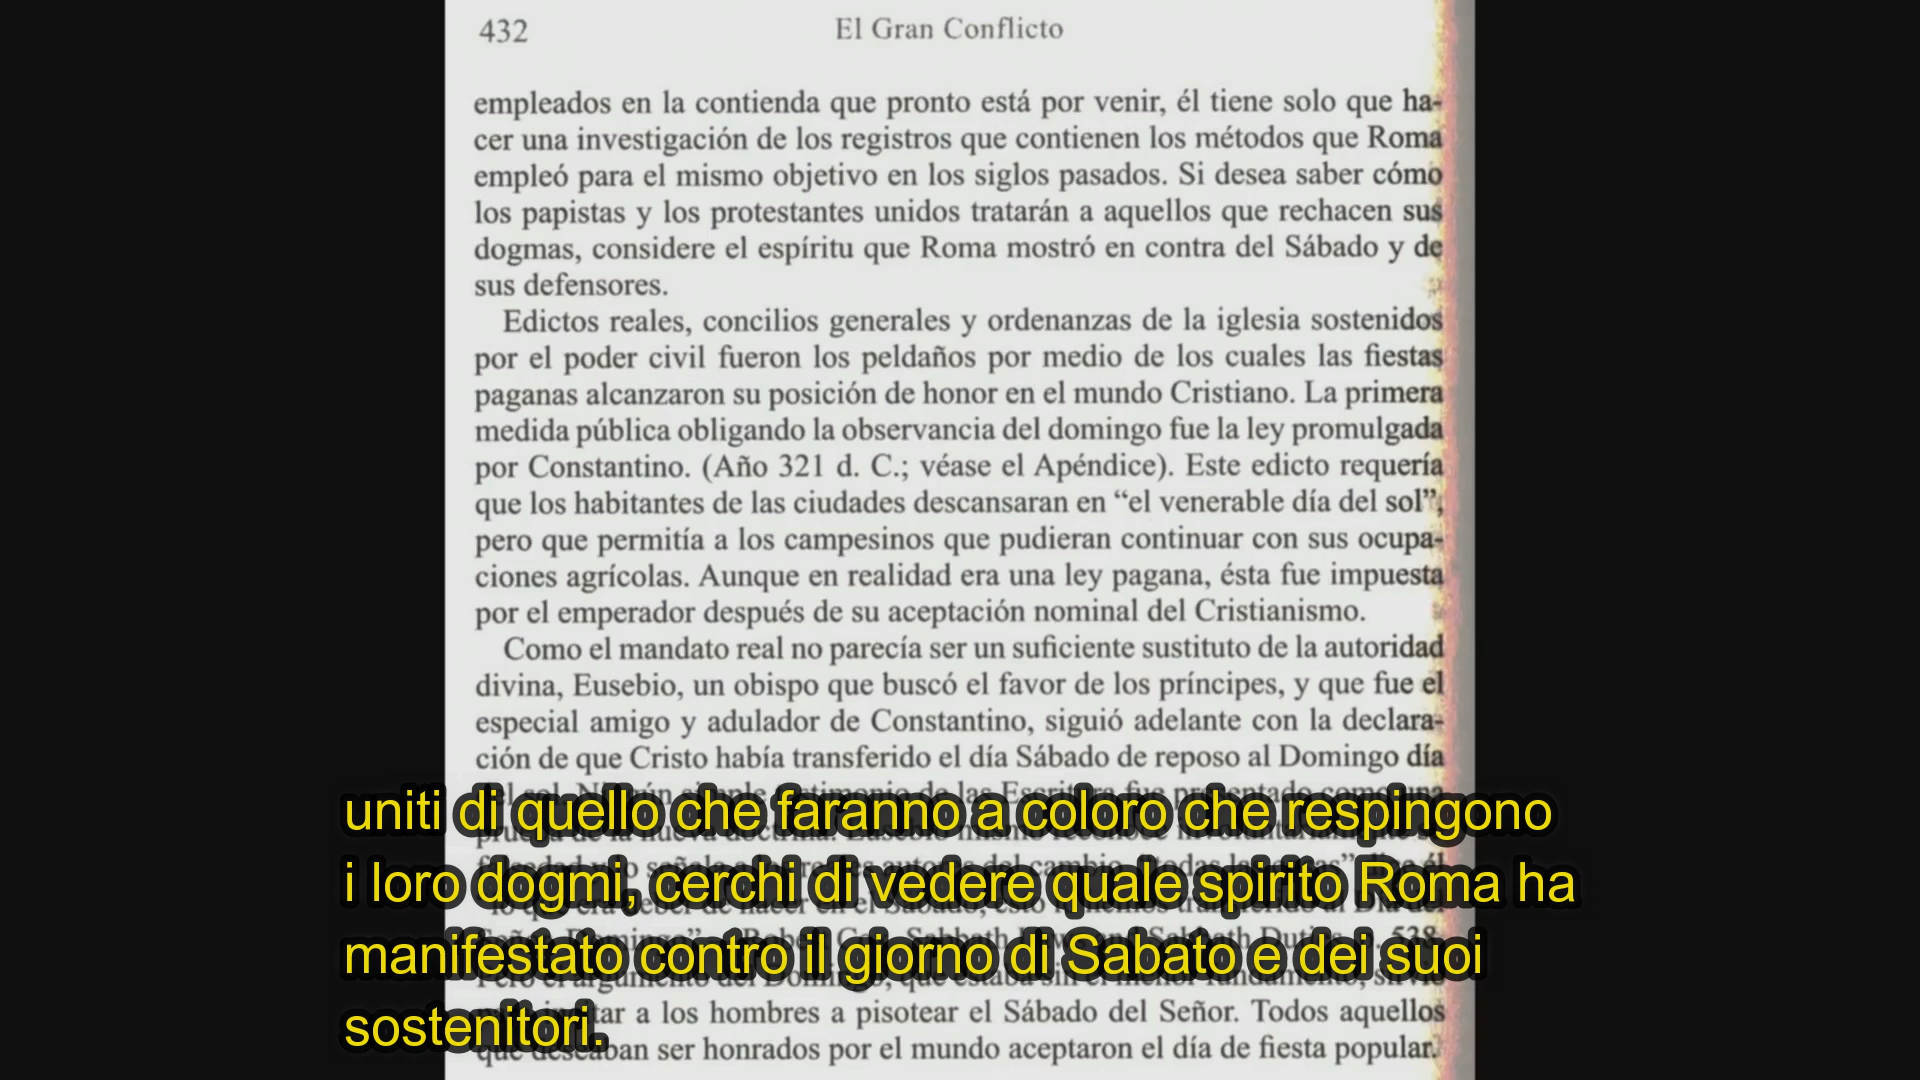 432
El Gran Conflicto
empleados en la contienda que pronto está por venir, él tiene solo que ha-
cer una investigación de los registros que contienen los métodos que Roma
empleó para el mismo objetivo en los siglos pasados. Si desea saber cómo
los papistas y los protestantes unidos tratarán a aquellos que rechacen sus
dogmas, considere el espíritu que Roma mostró en contra del Sábado y de
sus defensores.
Edictos reales, concilios generales y ordenanzas de la iglesia sostenidos
por el poder civil fueron los peldaños por medio de los cuales las fiestas
paganas alcanzaron su posición de honor en el mundo Cristiano. La primera
medida pública obligando la observancia del domingo fue la ley promulgada
por Constantino. (Año 321 d. C.; véase el Apéndice). Este edicto requería
que los habitantes de las ciudades descansaran en “el venerable día del sol”,
pero que permitía a los campesinos que pudieran continuar con sus ocupa-
ciones agrícolas. Aunque en realidad era una ley pagana, ésta fue impuesta
por el emperador después de su aceptación nominal del Cristianismo.
Como el mandato real no parecía ser un suficiente sustituto de la autoridad
divina, Eusebio, un obispo que buscó el favor de los príncipes, y que fue el
especial amigo y adulador de Constantino, siguió adelante con la declara-
ción de que Cristo había transferido el día Sábado de reposo al Domingo día
uniti di quello che faranno a coloro che respingono
i loro dogmi, cerchi di vedere quale spirito Roma ha
manifestato contro il giorno di Sabato e dei suoi
sostenitori.
a los hombres a pisotear el Sábado del Señor. Todos aquellos
ser honrados por el mundo aceptaron el día de fiesta popular.